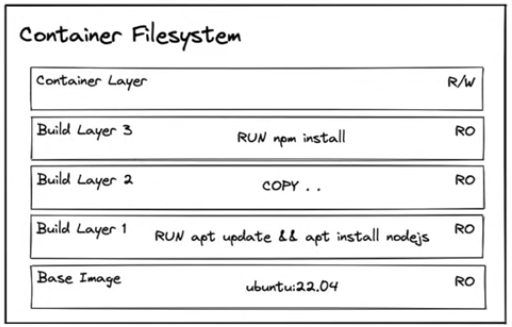 Container Filesystem
Container Layer R/W
Build Layer 3 RUN npm install RO
Build Layer 2 COPY . . RO
Build Layer 1 RUN apt update && apt install nodejs RO
Base Image ubuntu:22.04 RO